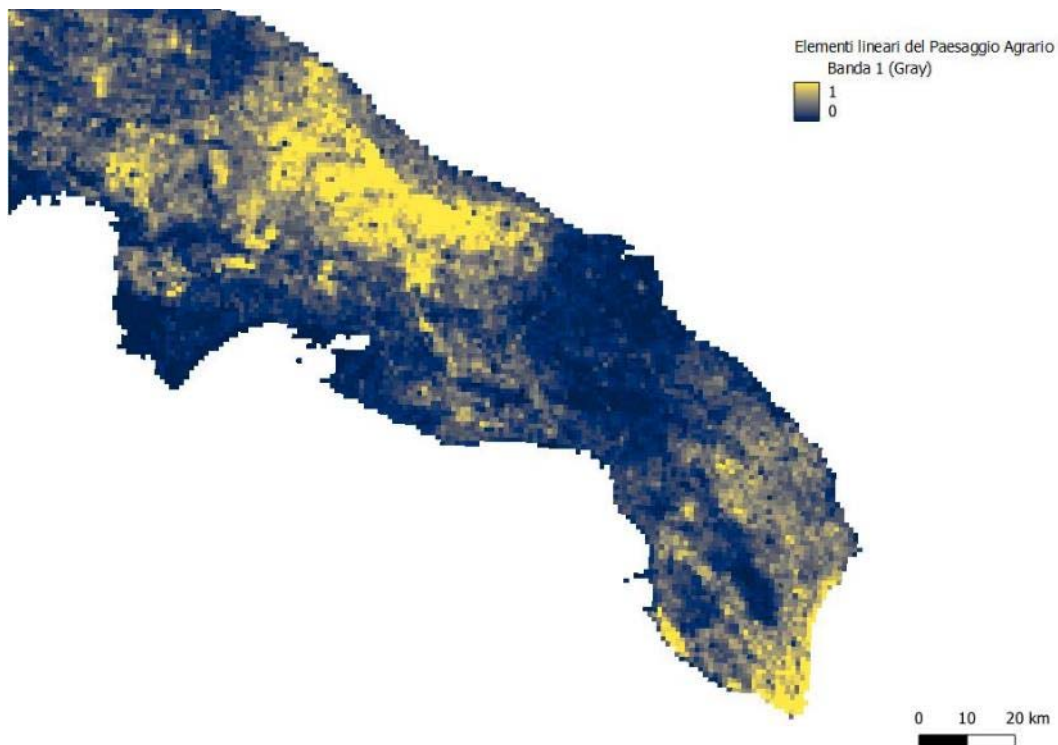 Elementi lineari del Paesaggio Agrario
Banda 1 (Gray)
1
0
0 10 20 km